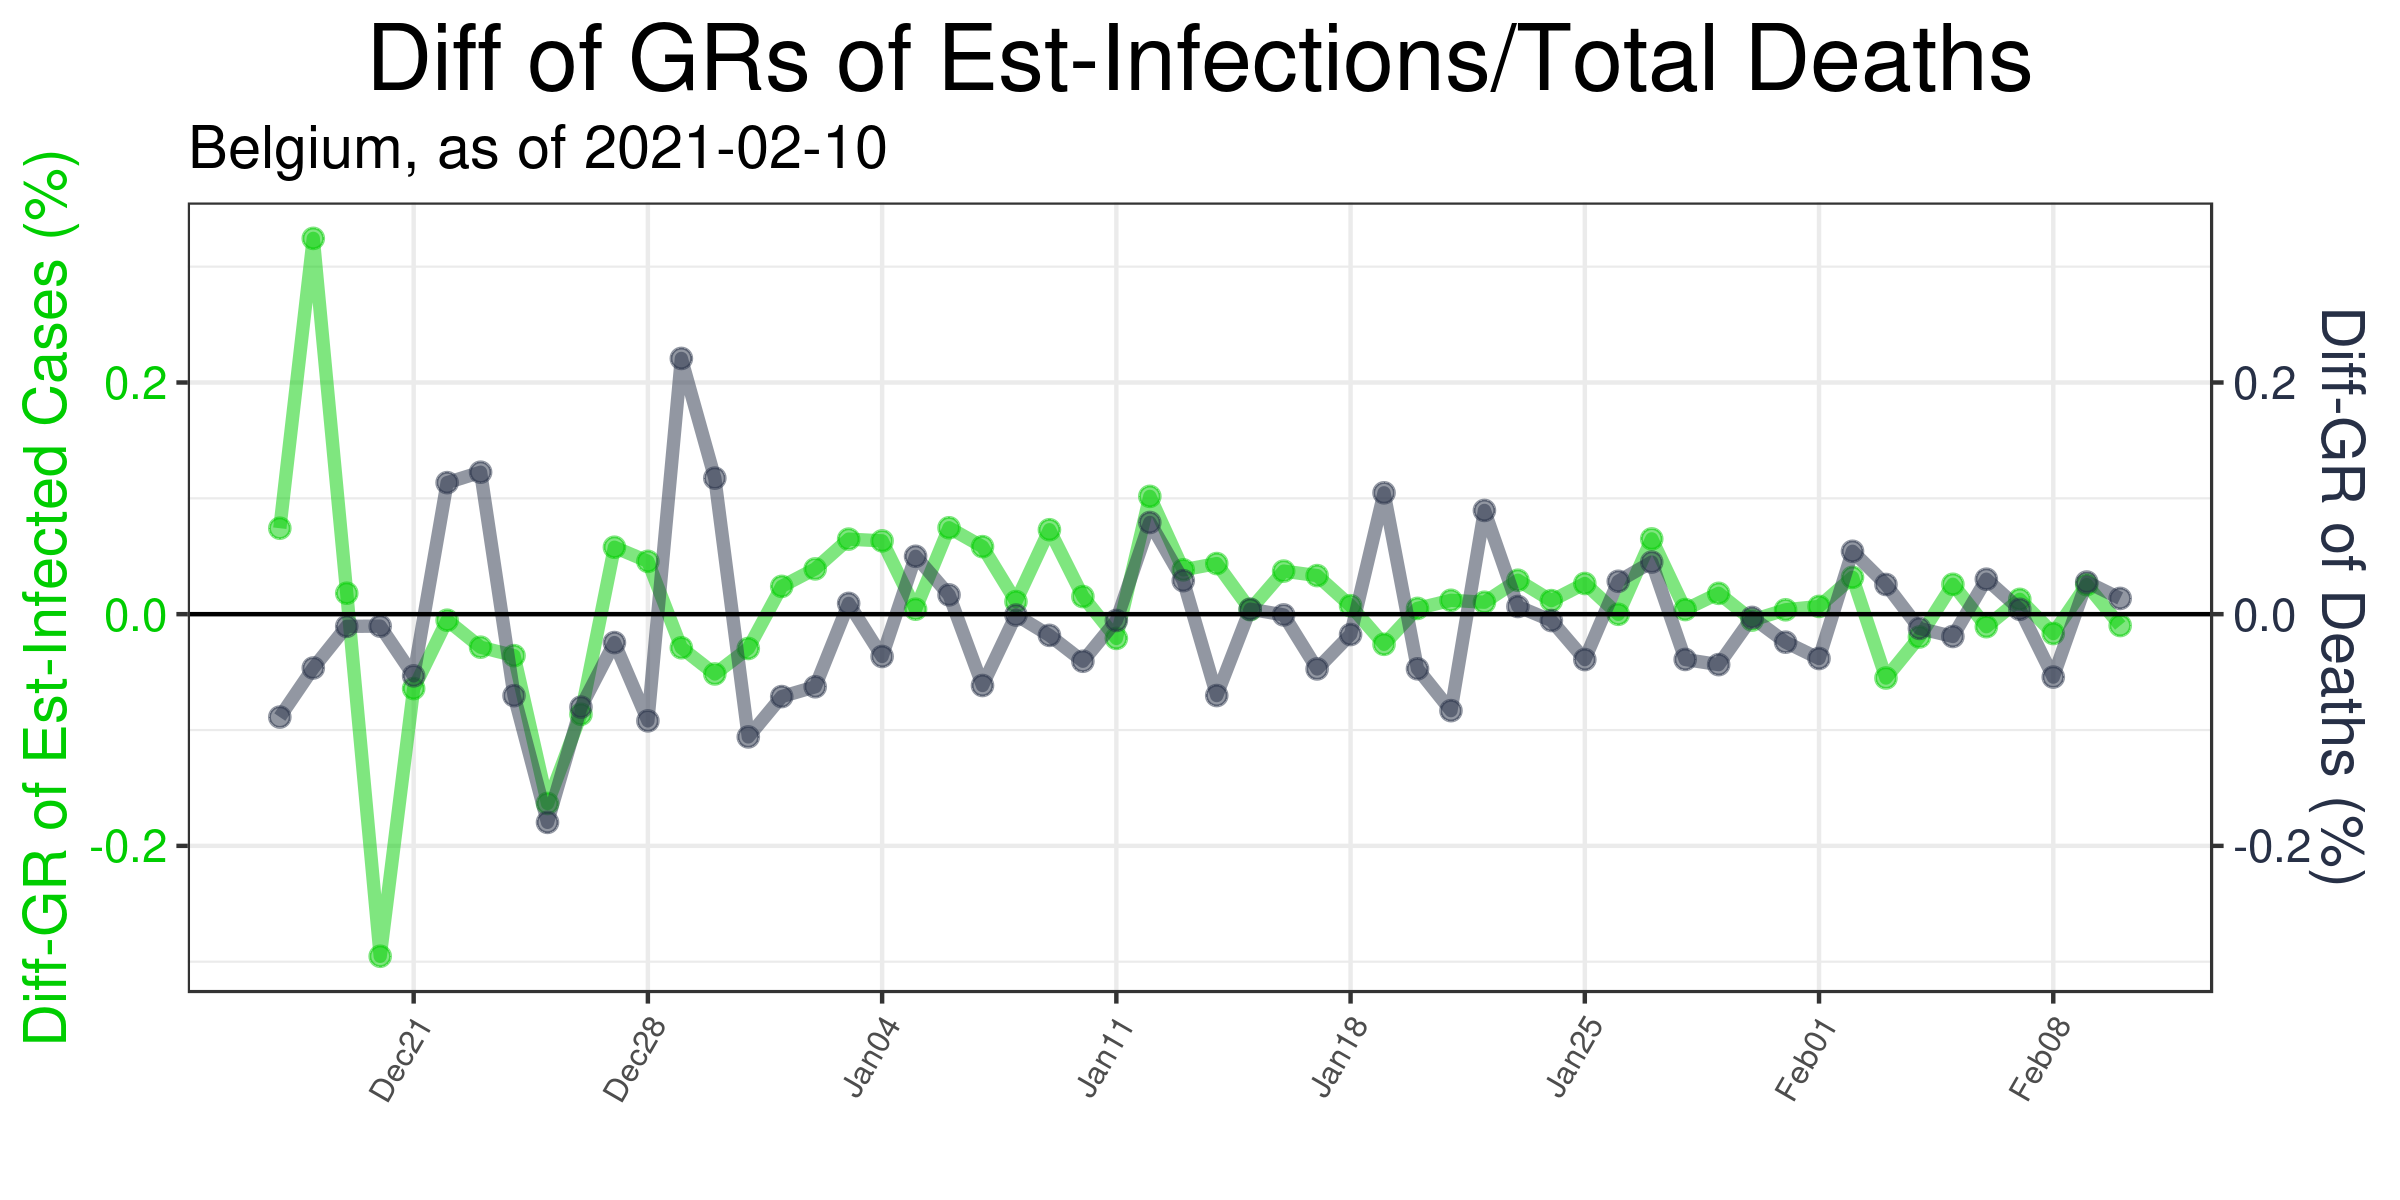 Diff of GRs of Est-Infections/Total Deaths
Belgium, as of 2021-02-10
Diff-GR of Est-Infected Cases (%)
0.2
0.0
-0.2
0.2
0.0
-0.2
Diff-GR of Deaths (%)
Dec21
Dec28
Jan04
Jan11
Jan18
Jan25
Feb01
Feb08